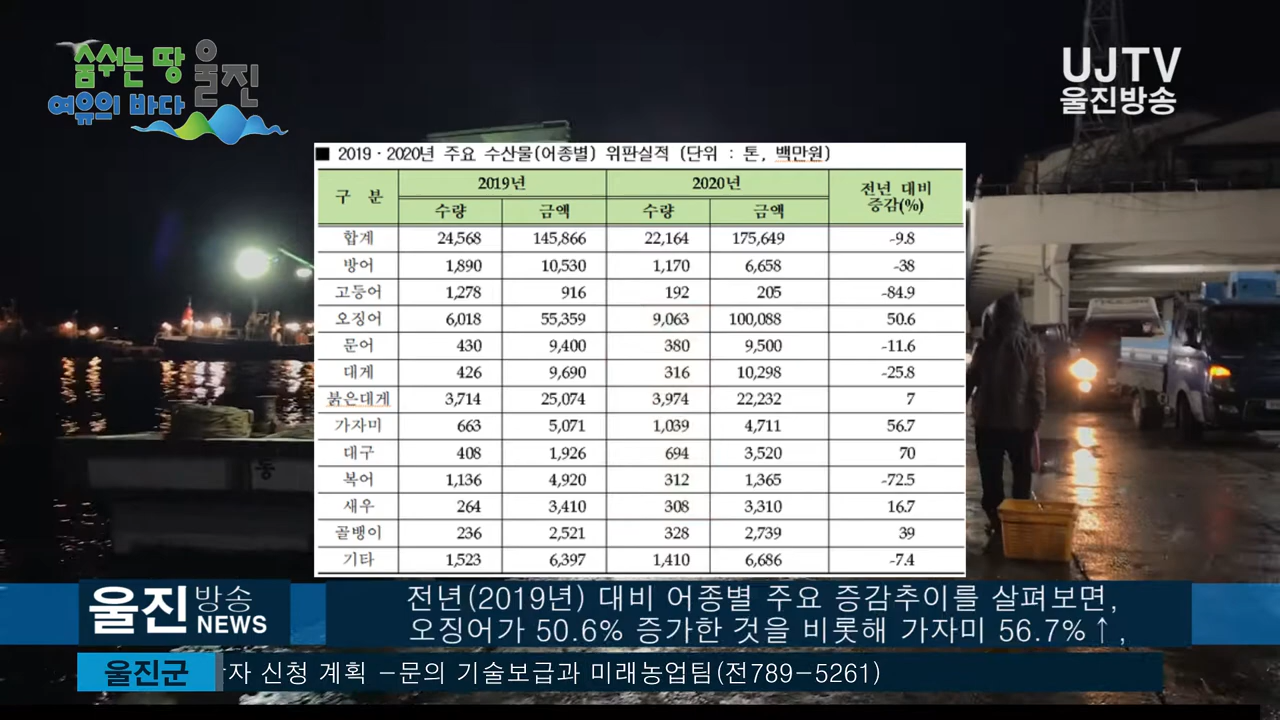 숨쉬는 땅 울진
여유의 바다
UJTV
울진방송
■ 2019·2020년 주요 수산물(어종별) 위판실적 (단위 : 톤, 백만원)
구 분 2019년 2020년 전년 대비 증감(%)
수량 금액 수량 금액
합계 24,568 145,866 22,164 175,649 -9.8
방어 1,890 10,530 1,170 6,658 -38
고등어 1,278 916 192 205 -84.9
오징어 6,018 55,359 9,063 100,088 50.6
문어 430 9,400 380 9,500 -11.6
대게 426 9,690 316 10,298 -25.8
붉은대게 3,714 25,074 3,974 22,232 7
가자미 663 5,071 1,039 4,711 56.7
대구 408 1,926 694 3,520 70
복어 1,136 4,920 312 1,365 -72.5
새우 264 3,410 308 3,310 16.7
골뱅이 236 2,521 328 2,739 39
기타 1,523 6,397 1,410 6,686 -7.4
울진방송 NEWS
전년(2019년) 대비 어종별 주요 증감추이를 살펴보면,
오징어가 50.6% 증가한 것을 비롯해 가자미 56.7%↑,
울진군
자 신청 계획 -문의 기술보급과 미래농업팀(전789-5261)